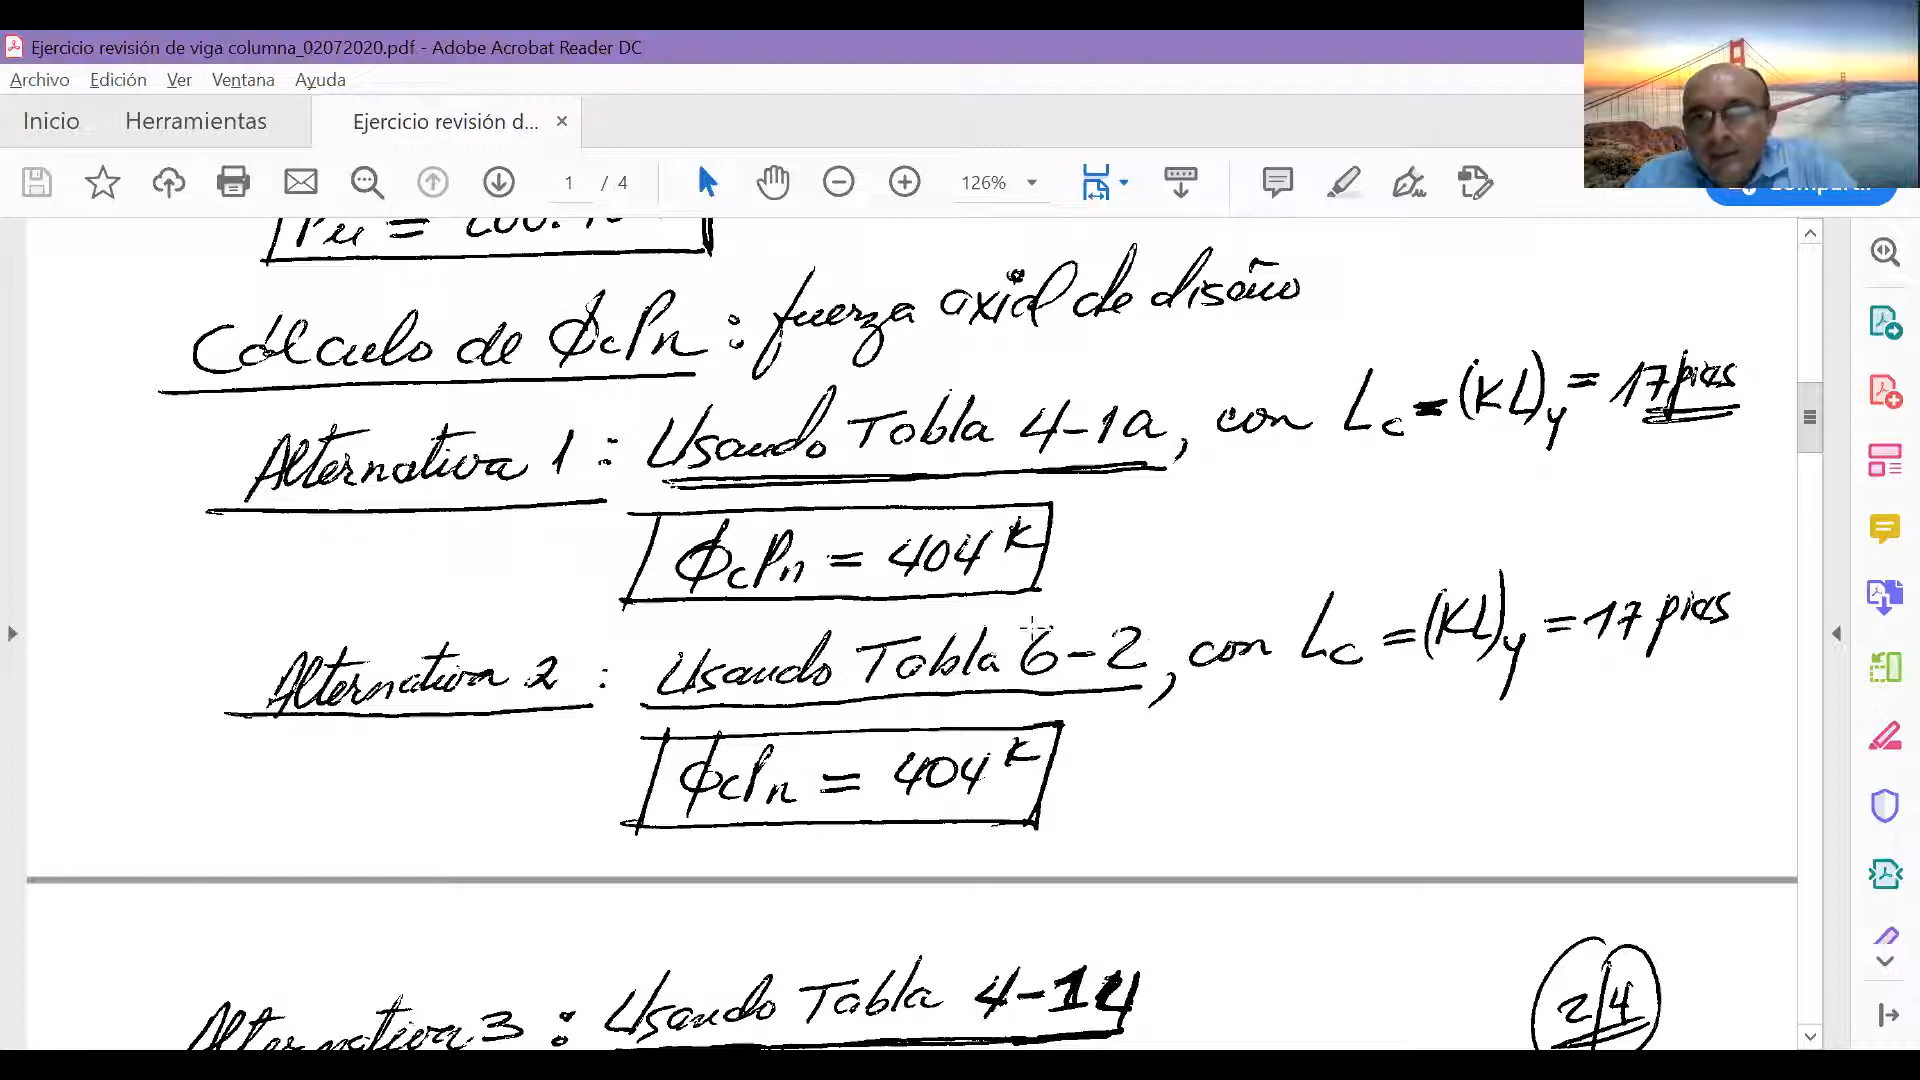 Ejercicio revisión de viga columna_02072020.pdf - Adobe Acrobat Reader DC
Archivo Edición Ver Ventana Ayuda
Inicio Herramientas Ejercicio revisión d... ×
1 / 4 126%
Pu =
Cálculo de ϕcPn : fuerza axial de diseño
Alternativa 1 : Usando Tabla 4-1a, con Lc = (KL)y = 17 pies
ϕcPn = 404 K
Alternativa 2 : Usando Tabla 6-2, con Lc = (KL)y = 17 pies
ϕcPn = 404 K
Alternativa 3 : Usando Tabla 4-14
2/4